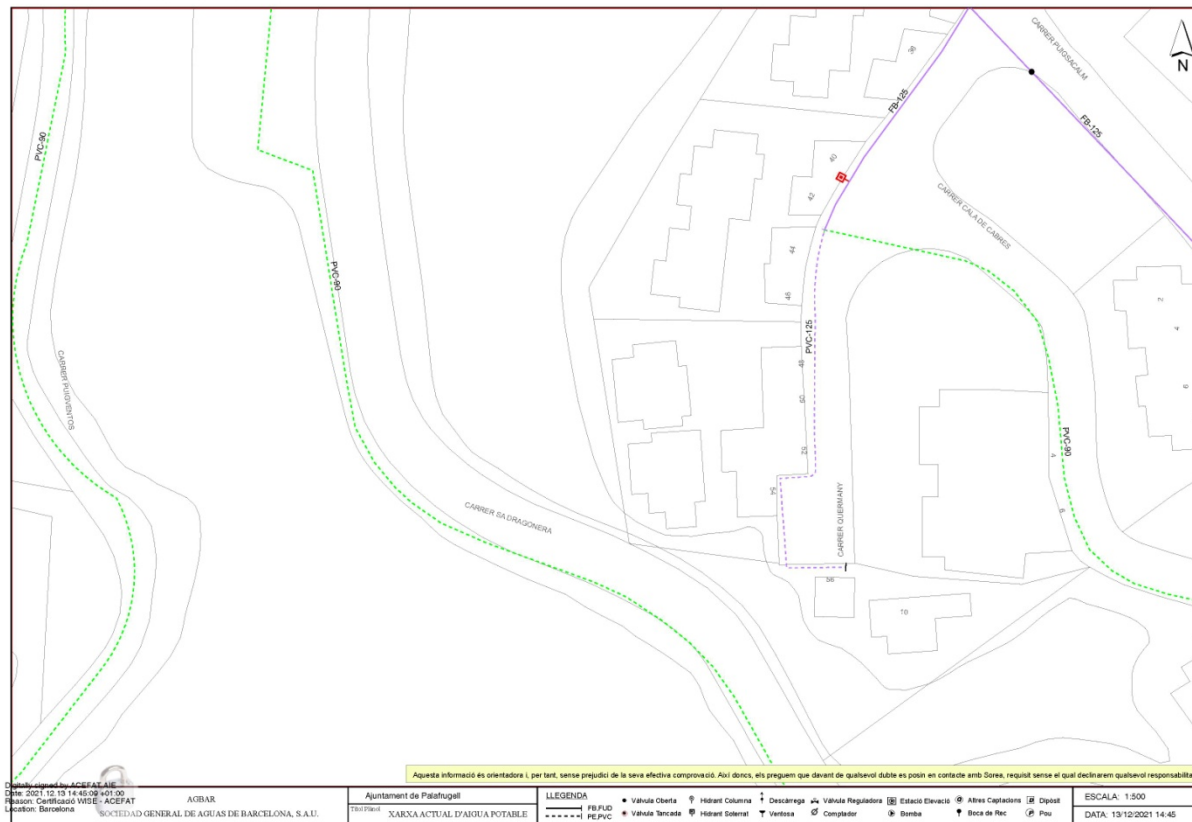 CARRER PUIGSACALM
N
36
FB-125
FB-125
PVC-90
40
42
CARRER CALA DE CABRES
44
46
PVC-90
2
4
6
PVC-125
48
50
CARRER PUIGVENTOS
52
54
PVC-90
4
8
CARRER SA DRAGONERA
CARRER QUERMANY
56
Aquesta informació és orientadora i, per tant, sense prejudici de la seva efectiva comprovació. Així doncs, els preguem que davant de qualsevol dubte es posin en contacte amb Sorea, requisit sense el qual declinarem qualsevol responsabilita
Digitally signed by ACEFAT AIE
Date: 2021.12.13 14:45:09 +01:00
Reason: Certificació WISE - ACEFAT
Location: Barcelona
AGBAR
SOCIEDAD GENERAL DE AGUAS DE BARCELONA, S.A.U.
Ajuntament de Palafrugell
Títol Plànol
XARXA ACTUAL D'AIGUA POTABLE
LLEGENDA
FB,FUD
PE,PVC
Vàlvula Oberta
Hidrant Columna
Descàrrega
Vàlvula Reguladora
Estació Elevació
Altres Captacions
Dipòsit
Vàlvula Tancada
Hidrant Soterrat
Ventosa
Comptador
Bomba
Boca de Rec
Pou
ESCALA: 1:500
DATA: 13/12/2021 14:45